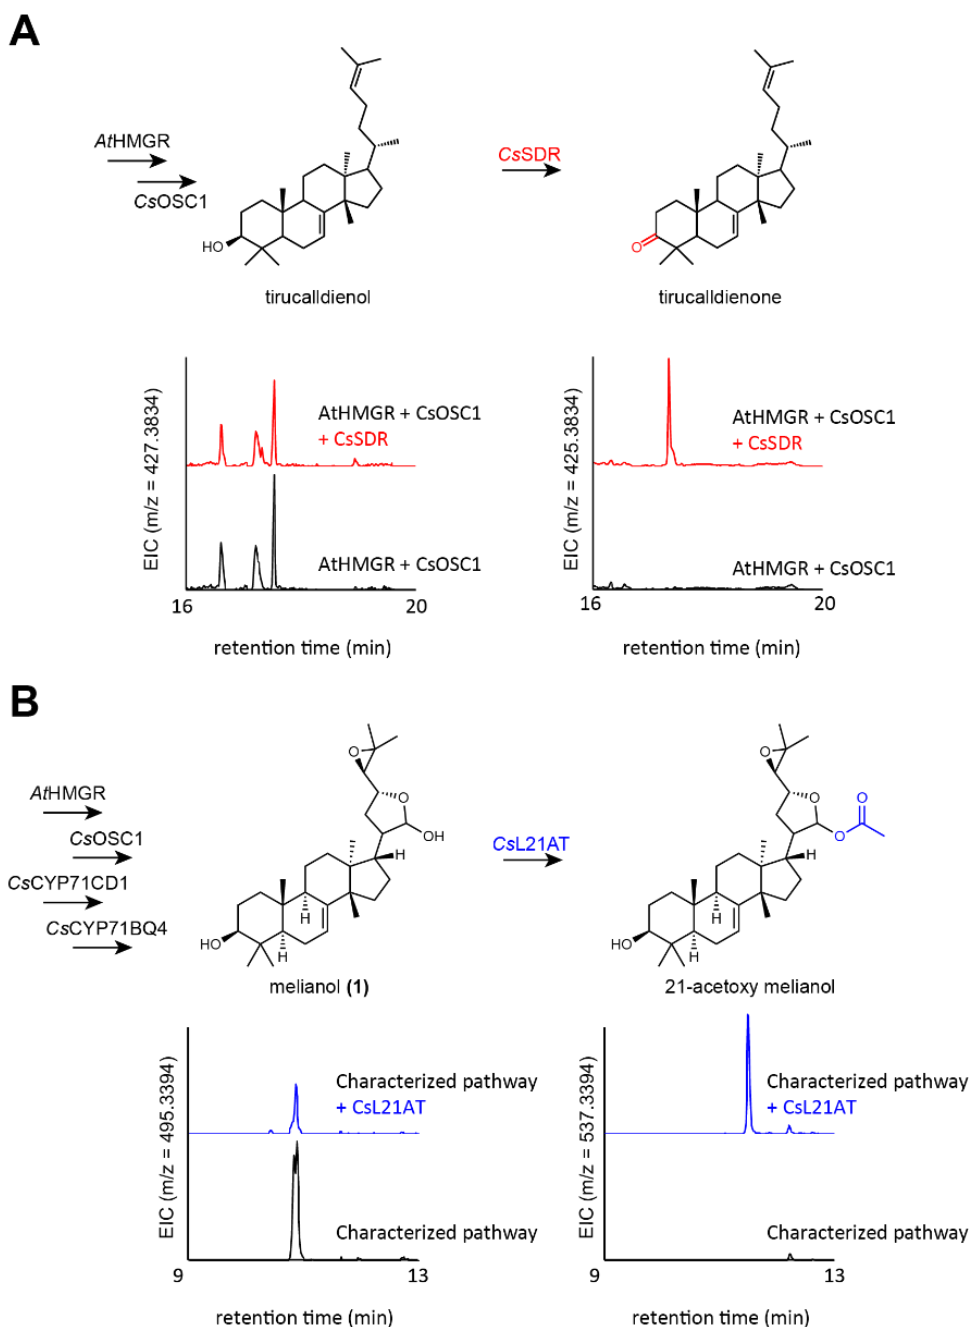 A
AtHMGR
CsOSC1
CsSDR
HO
O
tirucalldienol
tirucalldienone
EIC (m/z = 427.3834)
AtHMGR + CsOSC1
+ CsSDR
AtHMGR + CsOSC1
16
20
retention time (min)
EIC (m/z = 425.3834)
AtHMGR + CsOSC1
+ CsSDR
AtHMGR + CsOSC1
16
20
retention time (min)
B
AtHMGR
CsOSC1
CsCYP71CD1
CsCYP71BQ4
O
O
OH
H
H
H
HO
melianol (1)
CsL21AT
O
O
O
O
H
H
H
HO
21-acetoxy melianol
EIC (m/z = 495.3394)
Characterized pathway
+ CsL21AT
Characterized pathway
9
13
retention time (min)
EIC (m/z = 537.3394)
Characterized pathway
+ CsL21AT
Characterized pathway
9
13
retention time (min)